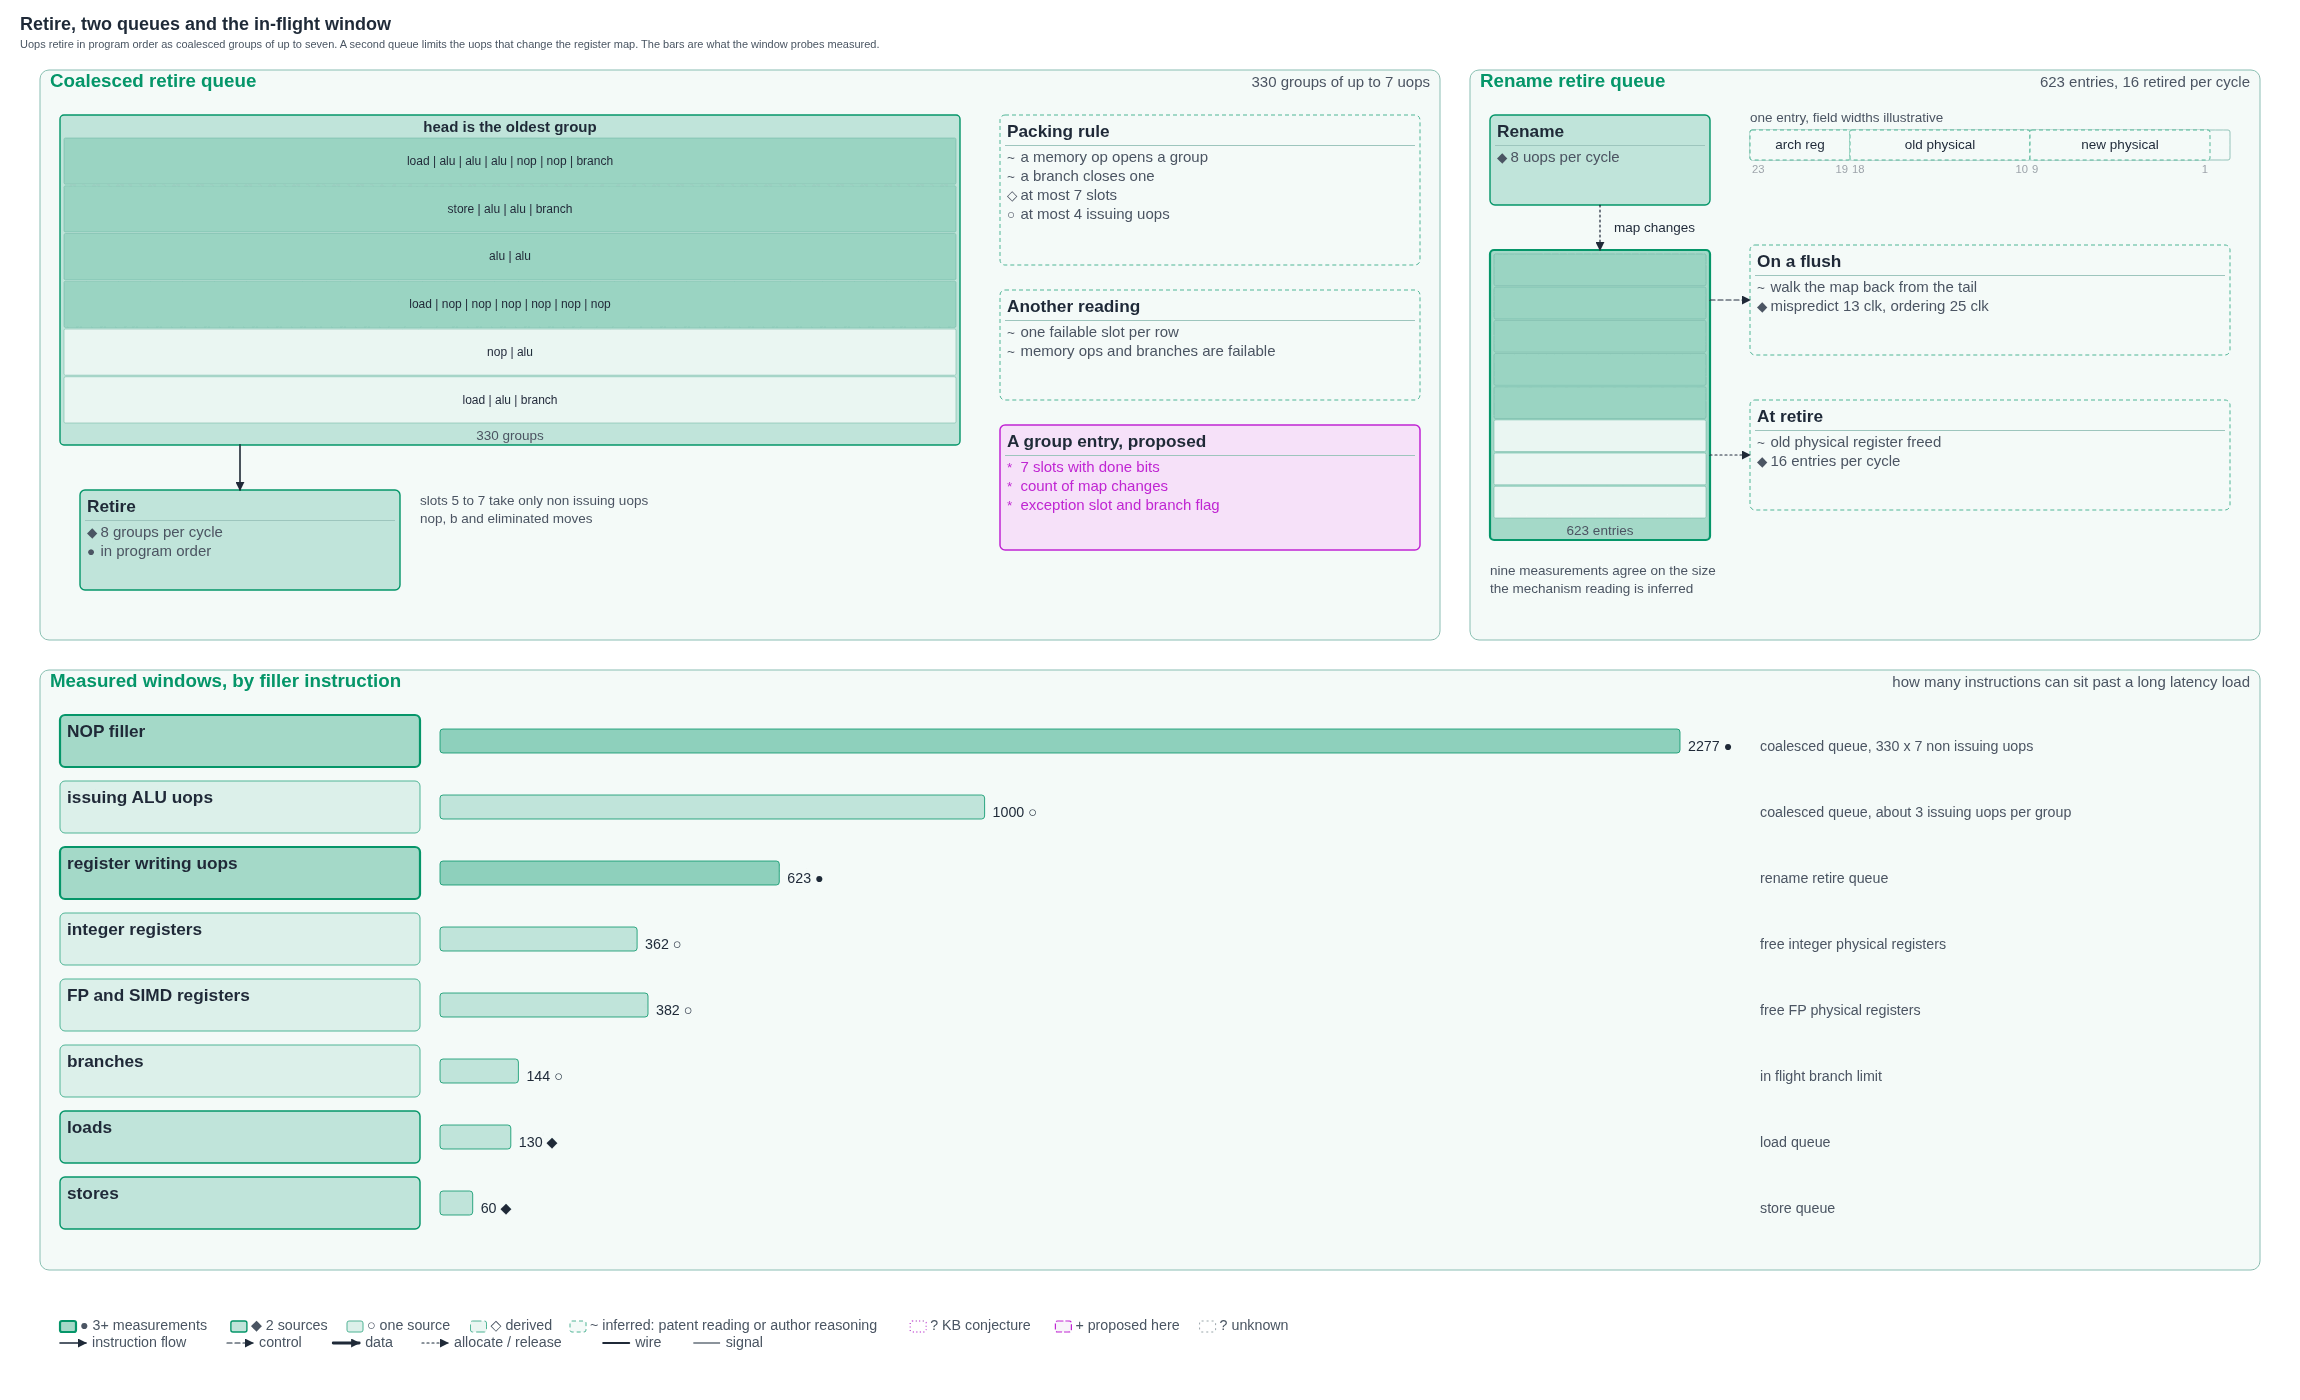 Retire, two queues and the in-flight window
Uops retire in program order as coalesced groups of up to seven. A second queue limits the uops that change the register map. The bars are what the window probes measured.
Coalesced retire queue
330 groups of up to 7 uops
head is the oldest group
load | alu | alu | alu | nop | nop | branch
store | alu | alu | branch
alu | alu
load | nop | nop | nop | nop | nop | nop
nop | alu
load | alu | branch
330 groups
Retire
◆ 8 groups per cycle
● in program order
slots 5 to 7 take only non issuing uops
nop, b and eliminated moves
Packing rule
~ a memory op opens a group
~ a branch closes one
◇ at most 7 slots
○ at most 4 issuing uops
Another reading
~ one failable slot per row
~ memory ops and branches are failable
A group entry, proposed
* 7 slots with done bits
* count of map changes
* exception slot and branch flag
Rename retire queue
623 entries, 16 retired per cycle
Rename
◆ 8 uops per cycle
map changes
623 entries
nine measurements agree on the size
the mechanism reading is inferred
one entry, field widths illustrative
arch reg old physical new physical
23 19 18 10 9 1
On a flush
~ walk the map back from the tail
◆ mispredict 13 clk, ordering 25 clk
At retire
~ old physical register freed
◆ 16 entries per cycle
Measured windows, by filler instruction
how many instructions can sit past a long latency load
NOP filler
2277 ●
coalesced queue, 330 x 7 non issuing uops
issuing ALU uops
1000 ○
coalesced queue, about 3 issuing uops per group
register writing uops
623 ●
rename retire queue
integer registers
362 ○
free integer physical registers
FP and SIMD registers
382 ○
free FP physical registers
branches
144 ○
in flight branch limit
loads
130 ◆
load queue
stores
60 ◆
store queue
● 3+ measurements ◆ 2 sources ○ one source ◇ derived ~ inferred: patent reading or author reasoning ? KB conjecture + proposed here ? unknown
instruction flow control data allocate / release wire signal